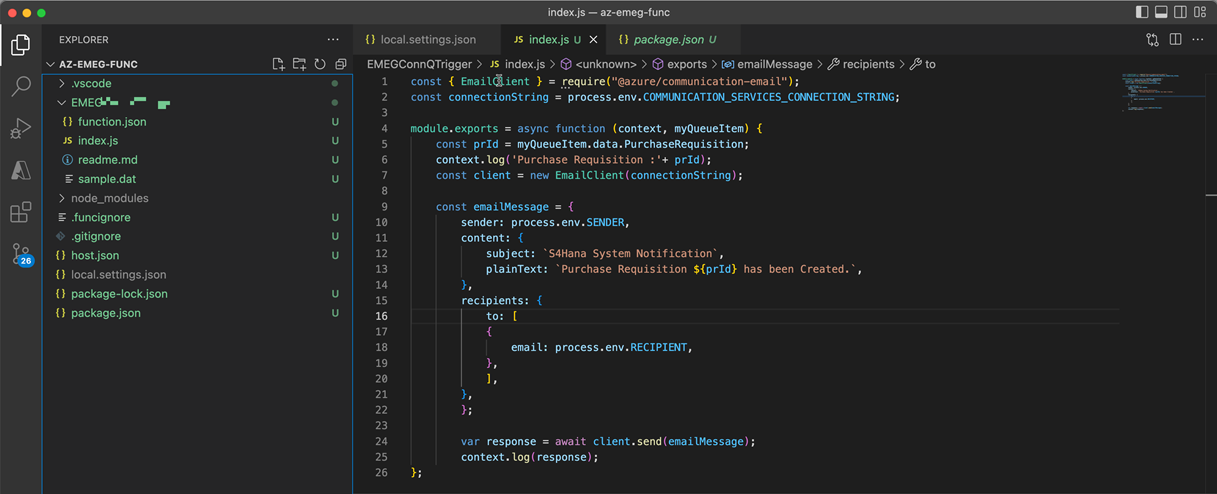 index.js — az-emeg-func
EXPLORER
AZ-EMEG-FUNC
.vscode
EMEG
function.json U
index.js U
readme.md U
sample.dat U
node_modules
.funcignore U
.gitignore U
host.json U
local.settings.json
package-lock.json U
package.json U
26
local.settings.json
JS index.js U
package.json U
EMEGConnQTrigger > JS index.js > <unknown> > exports > emailMessage > recipients > to
1 const { EmailClient } = require("@azure/communication-email");
2 const connectionString = process.env.COMMUNICATION_SERVICES_CONNECTION_STRING;
3
4 module.exports = async function (context, myQueueItem) {
5 const prId = myQueueItem.data.PurchaseRequisition;
6 context.log('Purchase Requisition :'+ prId);
7 const client = new EmailClient(connectionString);
8
9 const emailMessage = {
10 sender: process.env.SENDER,
11 content: {
12 subject: `S4Hana System Notification`,
13 plainText: `Purchase Requisition ${prId} has been Created.`,
14 },
15 recipients: {
16 to: [
17 {
18 email: process.env.RECIPIENT,
19 },
20 ],
21 },
22 };
23
24 var response = await client.send(emailMessage);
25 context.log(response);
26 };